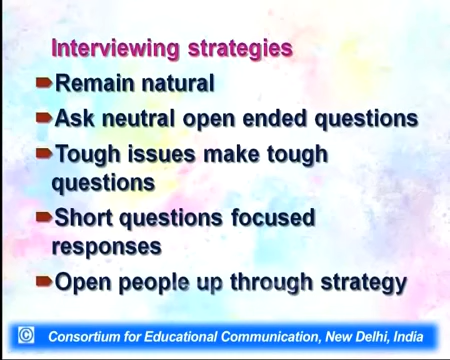 Interviewing strategies
Remain natural
Ask neutral open ended questions
Tough issues make tough
questions
Short questions focused
responses
Open people up through strategy
© Consortium for Educational Communication, New Delhi, India